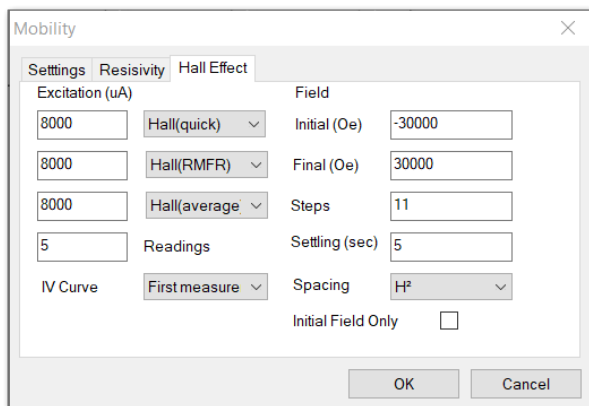 Mobility
Setttings Resisivity Hall Effect
Excitation (uA) Field
8000 Hall(quick) Initial (Oe) -30000
8000 Hall(RMFR) Final (Oe) 30000
8000 Hall(average) Steps 11
5 Readings Settling (sec) 5
IV Curve First measure Spacing H²
Initial Field Only
OK Cancel